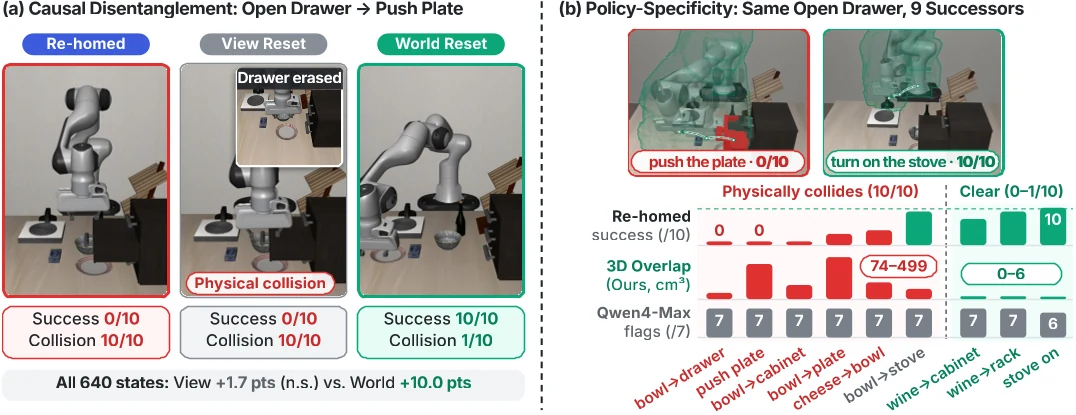 (a) Causal Disentanglement: Open Drawer → Push Plate
Re-homed
View Reset
World Reset
Drawer erased
Physical collision
Success 0/10
Collision 10/10
Success 0/10
Collision 10/10
Success 10/10
Collision 1/10
All 640 states: View +1.7 pts (n.s.) vs. World +10.0 pts
(b) Policy-Specificity: Same Open Drawer, 9 Successors
push the plate · 0/10
turn on the stove · 10/10
Physically collides (10/10)
Clear (0–1/10)
Re-homed
success (/10)
0
0
10
3D Overlap
(Ours, cm³)
74–499
0–6
Qwen4-Max
flags (/7)
7
7
7
7
7
7
7
7
6
bowl→drawer
push plate
bowl→cabinet
bowl→plate
cheese→bowl
bowl→stove
wine→cabinet
wine→rack
stove on